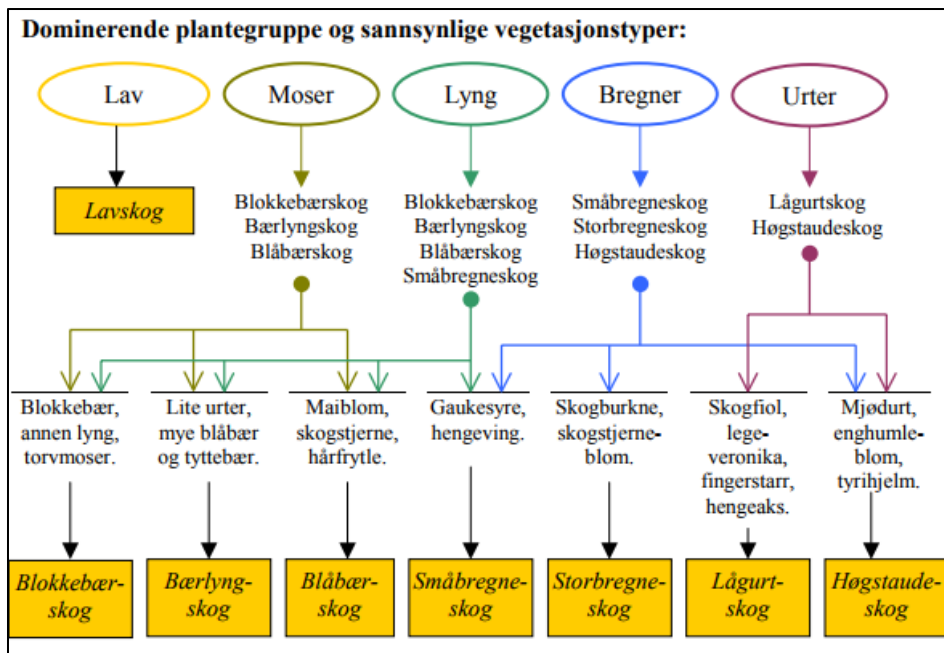 Dominerende plantegruppe og sannsynlige vegetasjonstyper:
Lav
Moser
Lyng
Bregner
Urter
Lavskog
Blokkebærskog
Bærlyngskog
Blåbærskog
Blokkebærskog
Bærlyngskog
Blåbærskog
Småbregneskog
Småbregneskog
Storbregneskog
Høgstaudeskog
Lågurtskog
Høgstaudeskog
Blokkebær,
annen lyng,
torvmoser.
Lite urter,
mye blåbær
og tyttebær.
Maiblom,
skogstjerne,
hårfrytle.
Gaukesyre,
hengeving.
Skogburkne,
skogstjerne-
blom.
Skogfiol,
lege-
veronika,
fingerstarr,
hengeaks.
Mjødurt,
enghumle-
blom,
tyrihjelm.
Blokkebær-
skog
Bærlyng-
skog
Blåbær-
skog
Småbregne-
skog
Storbregne-
skog
Lågurt-
skog
Høgstaude-
skog